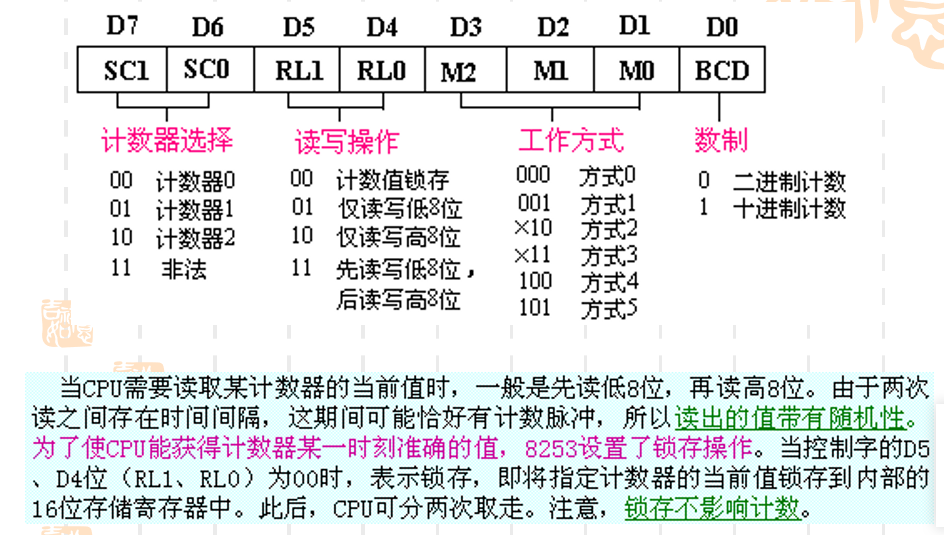 D7 D6 D5 D4 D3 D2 D1 D0
SC1 SC0 RL1 RL0 M2 M1 M0 BCD
计数器选择 读写操作 工作方式 数制
00 计数器0 00 计数值锁存 000 方式0 0 二进制计数
01 计数器1 01 仅读写低8位 001 方式1 1 十进制计数
10 计数器2 10 仅读写高8位 ×10 方式2
11 非法 11 先读写低8位， ×11 方式3
后读写高8位 100 方式4
101 方式5
当CPU需要读取某计数器的当前值时，一般是先读低8位，再读高8位。由于两次
读之间存在时间间隔，这期间可能恰好有计数脉冲，所以读出的值带有随机性。
为了使CPU能获得计数器某一时刻准确的值，8253设置了锁存操作。当控制字的D5
、D4位（RL1、RL0）为00时，表示锁存，即将指定计数器的当前值锁存到内部的
16位存储寄存器中。此后，CPU可分两次取走。注意，锁存不影响计数。